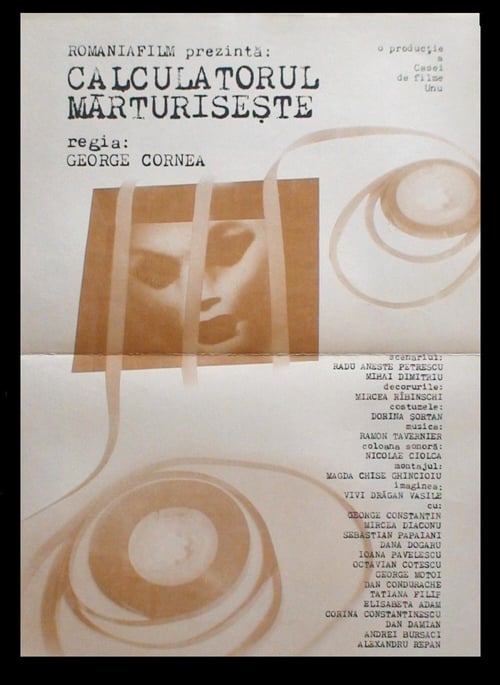 ROMANIAFILM prezintă:
CALCULATORUL
MĂRTURISEȘTE
regia:
GEORGE CORNEA
o producție
a
Casei
de filme
Unu
scenariul:
RADU ANESTE PETRESCU
MIHAI DIMITRIU
decorurile:
MIRCEA RÎBINSCHI
costumele:
DORINA ȘORTAN
muzica:
RAMON TAVERNIER
coloana sonoră:
NICOLAE CIOLCA
montajul:
MAGDA CHISE GHINCIOIU
imaginea:
VIVI DRĂGAN VASILE
cu:
GEORGE CONSTANTIN
MIRCEA DIACONU
SEBASTIAN PAPAIANI
DANA DOGARU
IOANA PAVELESCU
OCTAVIAN COTESCU
GEORGE MOTOI
DAN CONDURACHE
TATIANA FILIP
ELISABETA ADAM
CORINA CONSTANTINESCU
DAN DAMIAN
ANDREI BURSACI
ALEXANDRU REPAN